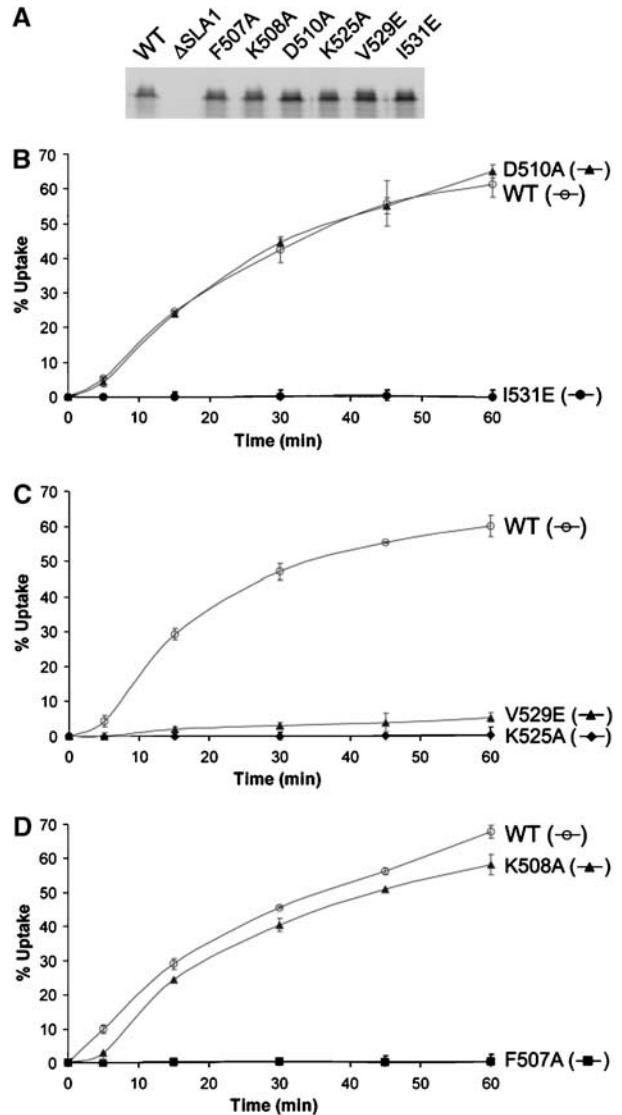 A
WT
ΔSLA1
F507A
K508A
D510A
K525A
V529E
I531E
B
% Uptake
70
60
50
40
30
20
10
0
0 10 20 30 40 50 60
Time (min)
D510A (–▲–)
WT (–○–)
I531E (–●–)
C
% Uptake
70
60
50
40
30
20
10
0
0 10 20 30 40 50 60
Time (min)
WT (–○–)
V529E (–▲–)
K525A (–◆–)
D
% Uptake
70
60
50
40
30
20
10
0
0 10 20 30 40 50 60
Time (min)
WT (–○–)
K508A (–▲–)
F507A (–■–)